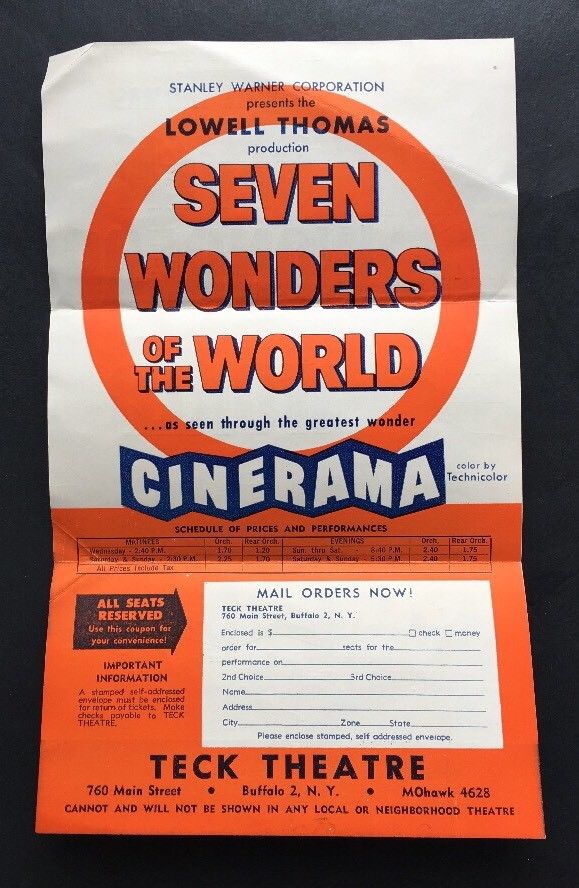 STANLEY WARNER CORPORATION
presents the
LOWELL THOMAS
production
SEVEN
WONDERS
OF THE WORLD
...as seen through the greatest wonder
CINERAMA
color by
Technicolor
SCHEDULE OF PRICES AND PERFORMANCES
MATINEES Orch. Rear Orch. EVENINGS Orch. Rear Orch.
Wednesday - 2:40 P.M. 1.70 1.20 Sun. thru Sat. - 8:40 P.M. 2.40 1.75
Saturday & Sunday - 2:30 P.M. 2.25 1.70 Saturday & Sunday - 5:30 P.M. 2.40 1.75
All Prices Include Tax
ALL SEATS
RESERVED
Use this coupon for
your convenience!
IMPORTANT
INFORMATION
A stamped self-addressed
envelope must be enclosed
for return of tickets. Make
checks payable to TECK
THEATRE.
MAIL ORDERS NOW!
TECK THEATRE
760 Main Street, Buffalo 2, N. Y.
Enclosed is $ check money
order for seats for the
performance on
2nd Choice 3rd Choice
Name
Address
City Zone State
Please enclose stamped, self addressed envelope.
TECK THEATRE
760 Main Street • Buffalo 2, N. Y. • MOhawk 4628
CANNOT AND WILL NOT BE SHOWN IN ANY LOCAL OR NEIGHBORHOOD THEATRE